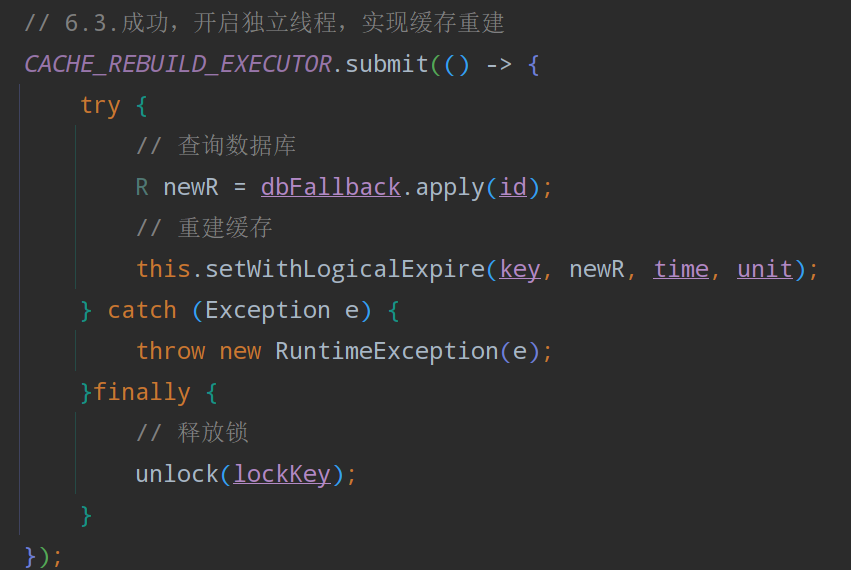 // 6.3.成功，开启独立线程，实现缓存重建
CACHE_REBUILD_EXECUTOR.submit(() -> {
    try {
        // 查询数据库
        R newR = dbFallback.apply(id);
        // 重建缓存
        this.setWithLogicalExpire(key, newR, time, unit);
    } catch (Exception e) {
        throw new RuntimeException(e);
    }finally {
        // 释放锁
        unlock(lockKey);
    }
});